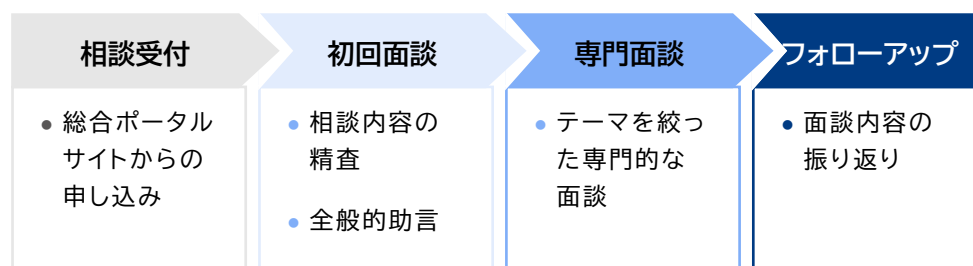 相談受付
総合ポータル
サイトからの
申し込み
初回面談
相談内容の
精査
全般的助言
専門面談
テーマを絞っ
た専門的な
面談
フォローアップ
面談内容の
振り返り